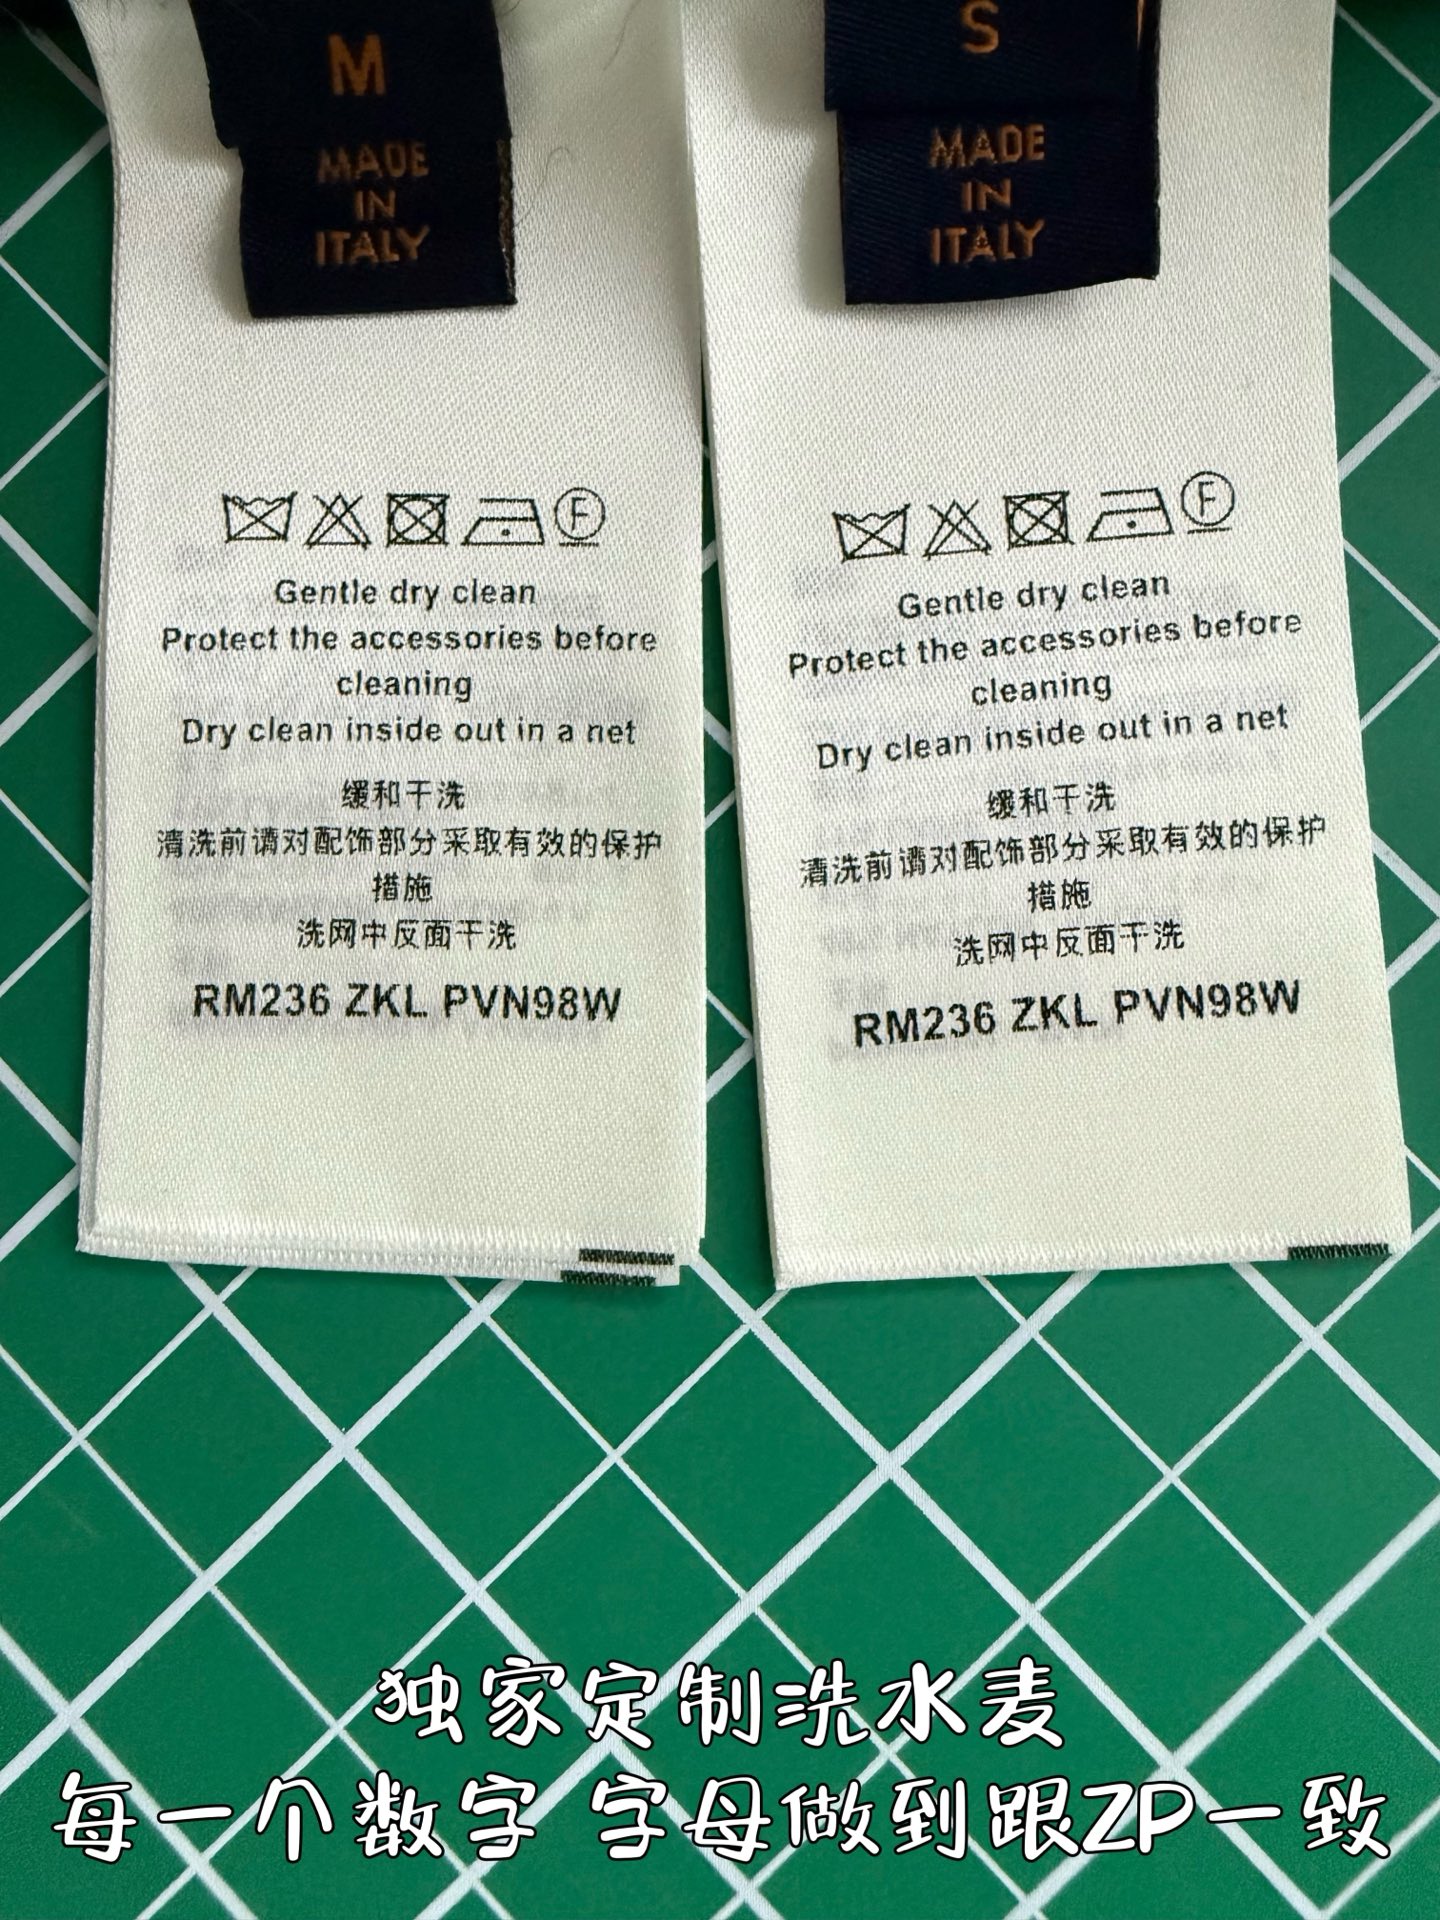 M
MADE
IN
ITALY
F
Gentle dry clean
Protect the accessories before
cleaning
Dry clean inside out in a net
缓和干洗
清洗前请对配饰部分采取有效的保护
措施
洗网中反面干洗
RM236 ZKL PVN98W
S
MADE
IN
ITALY
F
Gentle dry clean
Protect the accessories before
cleaning
Dry clean inside out in a net
缓和干洗
清洗前请对配饰部分采取有效的保护
措施
洗网中反面干洗
RM236 ZKL PVN98W
独家定制洗水麦
每一个数字 字母做到跟ZP一致